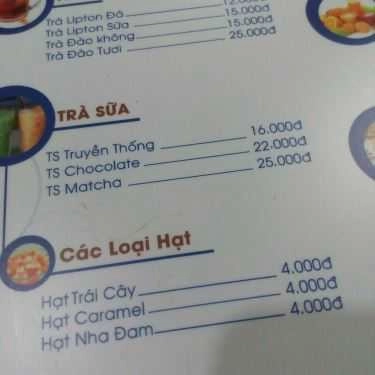 Trà Lipton Đá 15.000đ
Trà Lipton Sữa 15.000đ
Trà Đào không 25.000đ
Trà Đào Tươi
TRÀ SỮA
TS Truyền Thống 16.000đ
TS Chocolate 22.000đ
TS Matcha 25.000đ
Các Loại Hạt
Hạt Trái Cây 4.000đ
Hạt Caramel 4.000đ
Hạt Nha Đam 4.000đ